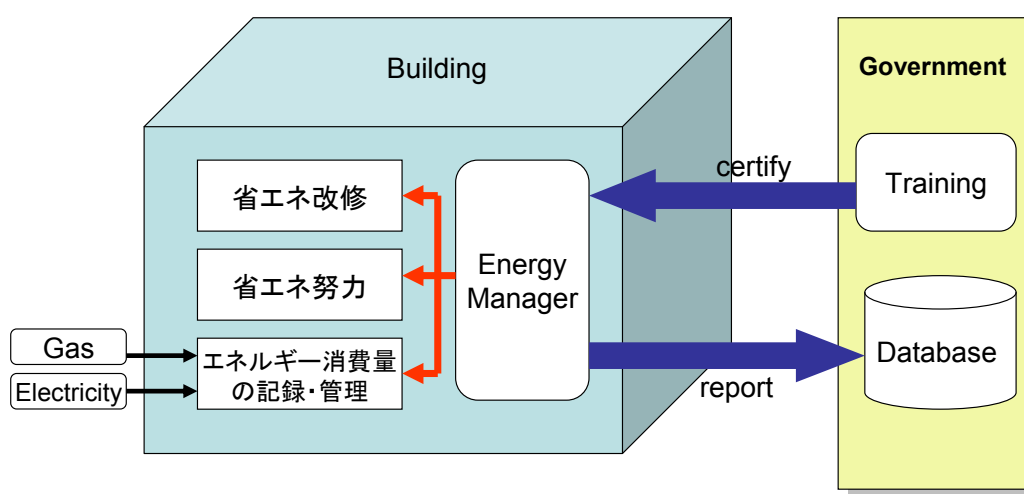 Building
Government
省エネ改修
certify
Training
省エネ努力
Energy
Manager
Gas
エネルギー消費量
の記録・管理
Electricity
Database
report